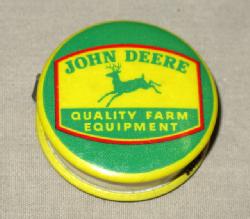 JOHN DEERE
QUALITY FARM
EQUIPMENT